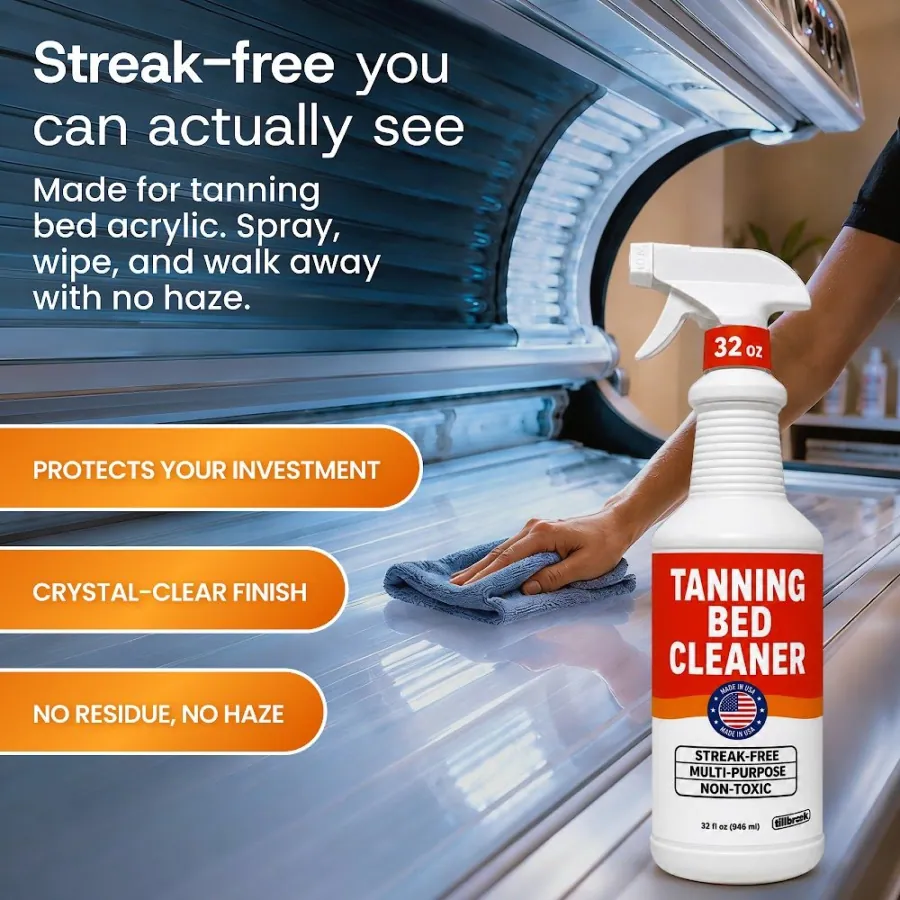 Streak-free you
can actually see
Made for tanning
bed acrylic. Spray,
wipe, and walk away
with no haze.
PROTECTS YOUR INVESTMENT
CRYSTAL-CLEAR FINISH
NO RESIDUE, NO HAZE
32 oz
TANNING
BED
CLEANER
MADE IN USA
MADE IN USA
STREAK-FREE
MULTI-PURPOSE
NON-TOXIC
32 fl oz (946 ml)
tillbrook